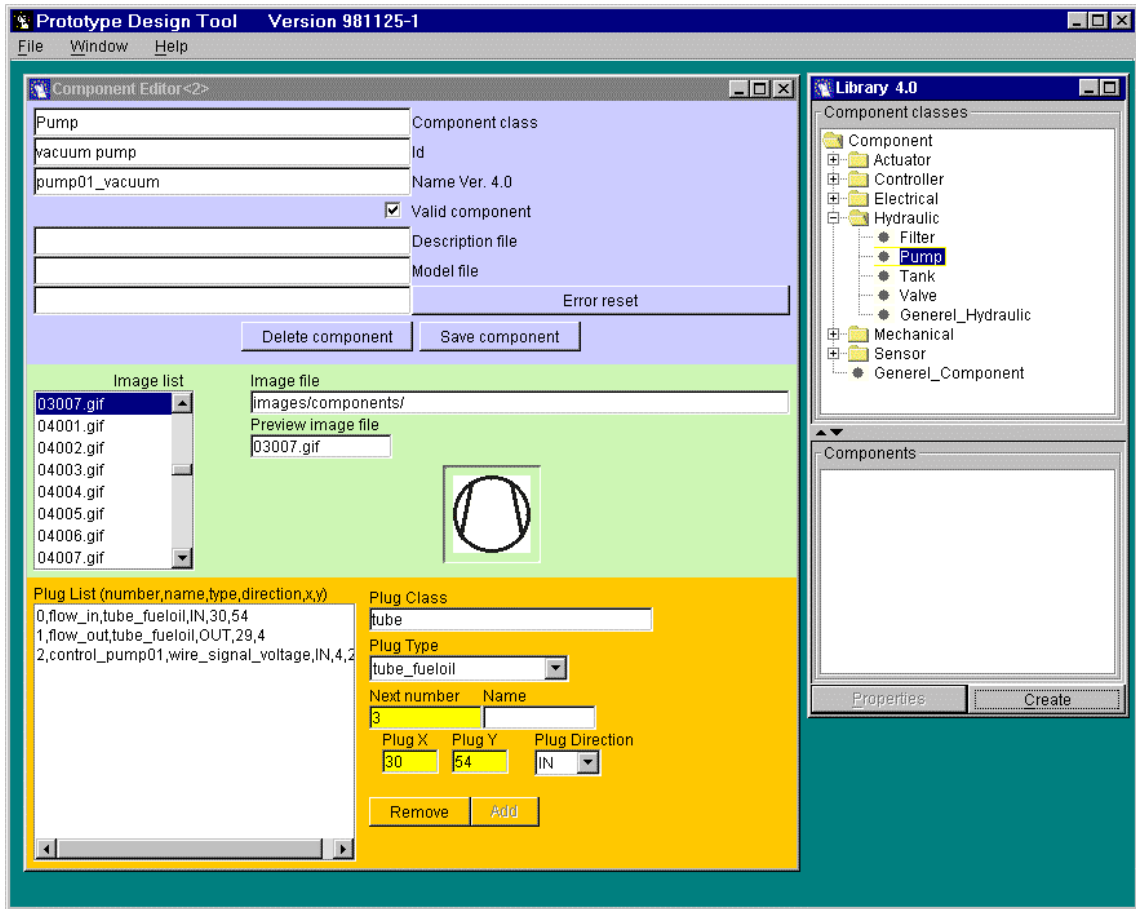 Prototype Design Tool Version 981125-1
File Window Help
Component Editor<2>
Pump Component class
vacuum pump Id
pump01_vacuum Name Ver. 4.0
Valid component
Description file
Model file
Error reset
Delete component Save component
Image list
03007.gif
04001.gif
04002.gif
04003.gif
04004.gif
04005.gif
04006.gif
04007.gif
Image file
images/components/
Preview image file
03007.gif
Plug List (number,name,type,direction,x,y)
0,flow_in,tube_fueloil,IN,30,54
1,flow_out,tube_fueloil,OUT,29,4
2,control_pump01,wire_signal_voltage,IN,4,2
Plug Class
tube
Plug Type
tube_fueloil
Next number Name
3
Plug X Plug Y Plug Direction
30 54 IN
Remove Add
Library 4.0
Component classes
Component
Actuator
Controller
Electrical
Hydraulic
Filter
Pump
Tank
Valve
Generel_Hydraulic
Mechanical
Sensor
Generel_Component
Components
Properties Create